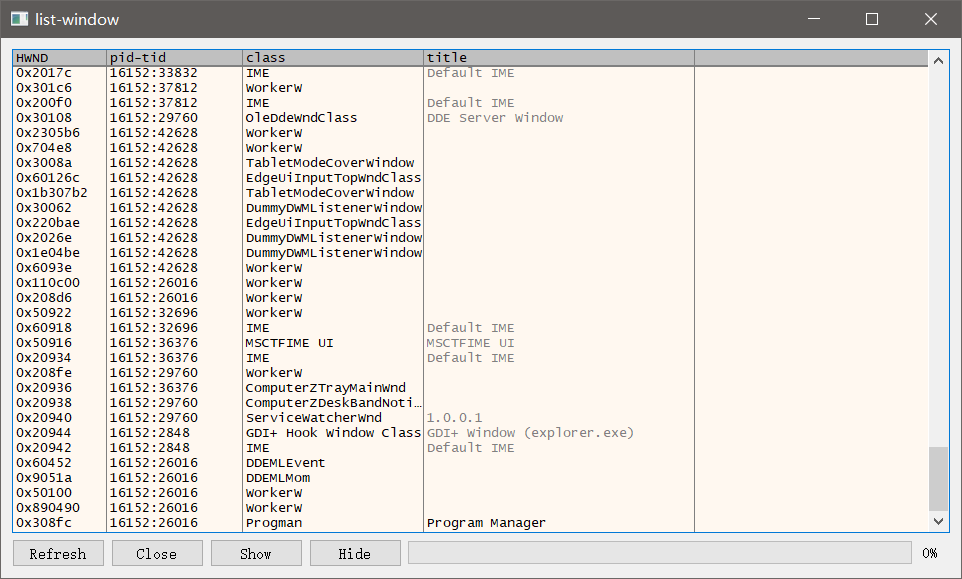 list-window
HWND pid-tid class title
0x2017c 16152:33832 IME Default IME
0x301c6 16152:37812 WorkerW
0x200f0 16152:37812 IME Default IME
0x30108 16152:29760 OleDdeWndClass DDE Server Window
0x2305b6 16152:42628 WorkerW
0x704e8 16152:42628 WorkerW
0x3008a 16152:42628 TabletModeCoverWindow
0x60126c 16152:42628 EdgeUiInputTopWndClass
0x1b307b2 16152:42628 TabletModeCoverWindow
0x30062 16152:42628 DummyDWMListenerWindow
0x220bae 16152:42628 EdgeUiInputTopWndClass
0x2026e 16152:42628 DummyDWMListenerWindow
0x1e04be 16152:42628 DummyDWMListenerWindow
0x6093e 16152:42628 WorkerW
0x110c00 16152:26016 WorkerW
0x208d6 16152:26016 WorkerW
0x50922 16152:32696 WorkerW
0x60918 16152:32696 IME Default IME
0x50916 16152:36376 MSCTFIME UI MSCTFIME UI
0x20934 16152:36376 IME Default IME
0x208fe 16152:29760 WorkerW
0x20936 16152:36376 ComputerZTrayMainWnd
0x20938 16152:29760 ComputerZDeskBandNoti…
0x20940 16152:29760 ServiceWatcherWnd 1.0.0.1
0x20944 16152:2848 GDI+ Hook Window Class GDI+ Window (explorer.exe)
0x20942 16152:2848 IME Default IME
0x60452 16152:26016 DDEMLEvent
0x9051a 16152:26016 DDEMLMom
0x50100 16152:26016 WorkerW
0x890490 16152:26016 WorkerW
0x308fc 16152:26016 Progman Program Manager
Refresh Close Show Hide 0%